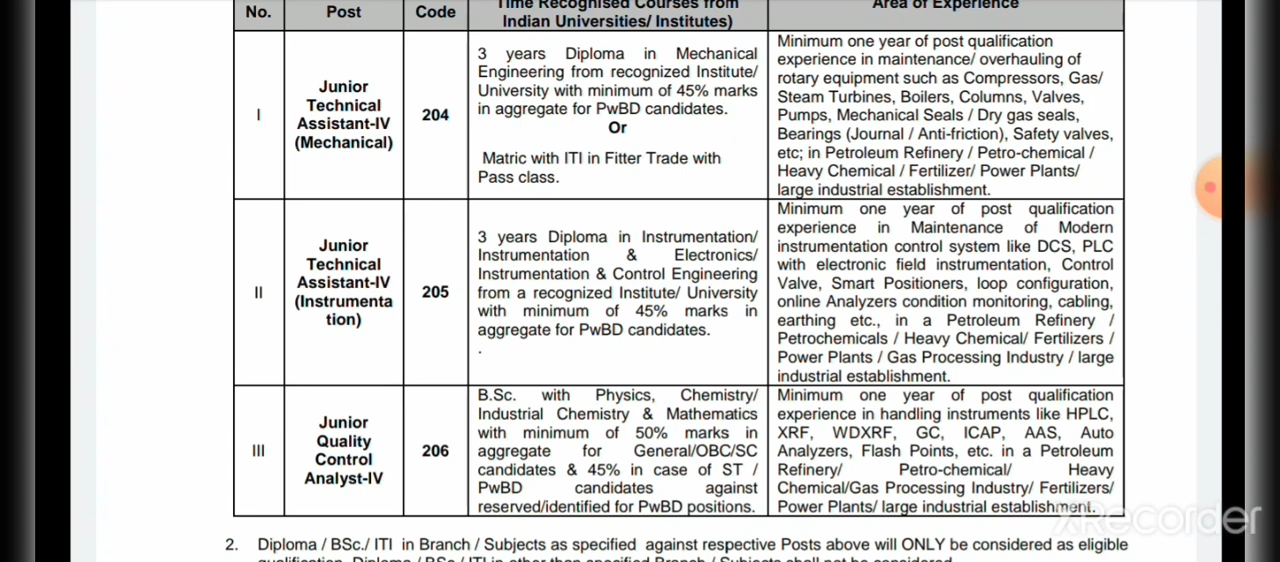 No. Post Code Time Recognised Courses from Area of Experience
Indian Universities/ Institutes)
I
Junior
Technical
Assistant-IV
(Mechanical)
204
3 years Diploma in Mechanical
Engineering from recognized Institute/
University with minimum of 45% marks
in aggregate for PwBD candidates.
Or
Matric with ITI in Fitter Trade with
Pass class.
Minimum one year of post qualification
experience in maintenance/ overhauling of
rotary equipment such as Compressors, Gas/
Steam Turbines, Boilers, Columns, Valves,
Pumps, Mechanical Seals / Dry gas seals,
Bearings (Journal / Anti-friction), Safety valves,
etc; in Petroleum Refinery / Petro-chemical /
Heavy Chemical / Fertilizer/ Power Plants/
large industrial establishment.
II
Junior
Technical
Assistant-IV
(Instrumenta
tion)
205
3 years Diploma in Instrumentation/
Instrumentation & Electronics/
Instrumentation & Control Engineering
from a recognized Institute/ University
with minimum of 45% marks in
aggregate for PwBD candidates.
.
Minimum one year of post qualification
experience in Maintenance of Modern
instrumentation control system like DCS, PLC
with electronic field instrumentation, Control
Valve, Smart Positioners, loop configuration,
online Analyzers condition monitoring, cabling,
earthing etc., in a Petroleum Refinery /
Petrochemicals / Heavy Chemical/ Fertilizers /
Power Plants / Gas Processing Industry / large
industrial establishment.
III
Junior
Quality
Control
Analyst-IV
206
B.Sc. with Physics, Chemistry/
Industrial Chemistry & Mathematics
with minimum of 50% marks in
aggregate for General/OBC/SC
candidates & 45% in case of ST /
PwBD candidates against
reserved/identified for PwBD positions.
Minimum one year of post qualification
experience in handling instruments like HPLC,
XRF, WDXRF, GC, ICAP, AAS, Auto
Analyzers, Flash Points, etc. in a Petroleum
Refinery/ Petro-chemical/ Heavy
Chemical/Gas Processing Industry/ Fertilizers/
Power Plants/ large industrial establishment.
XRecorder
2. Diploma / BSc./ ITI in Branch / Subjects as specified against respective Posts above will ONLY be considered as eligible
qualification. Diploma / BSc./ ITI in other than specified Branch / Subjects shall not be considered.